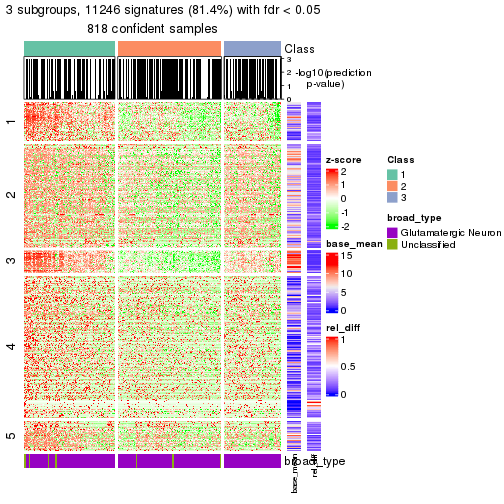 3 subgroups, 11246 signatures (81.4%) with fdr < 0.05
818 confident samples
Class
3
2
1
0
-log10(prediction
p-value)
1
2
3
4
5
z-score
2
1
0
-1
-2
base_mean
15
10
5
0
rel_diff
1
0.5
0
Class
1
2
3
broad_type
Glutamatergic Neuron
Unclassified
broad_type
base_mean
rel_diff